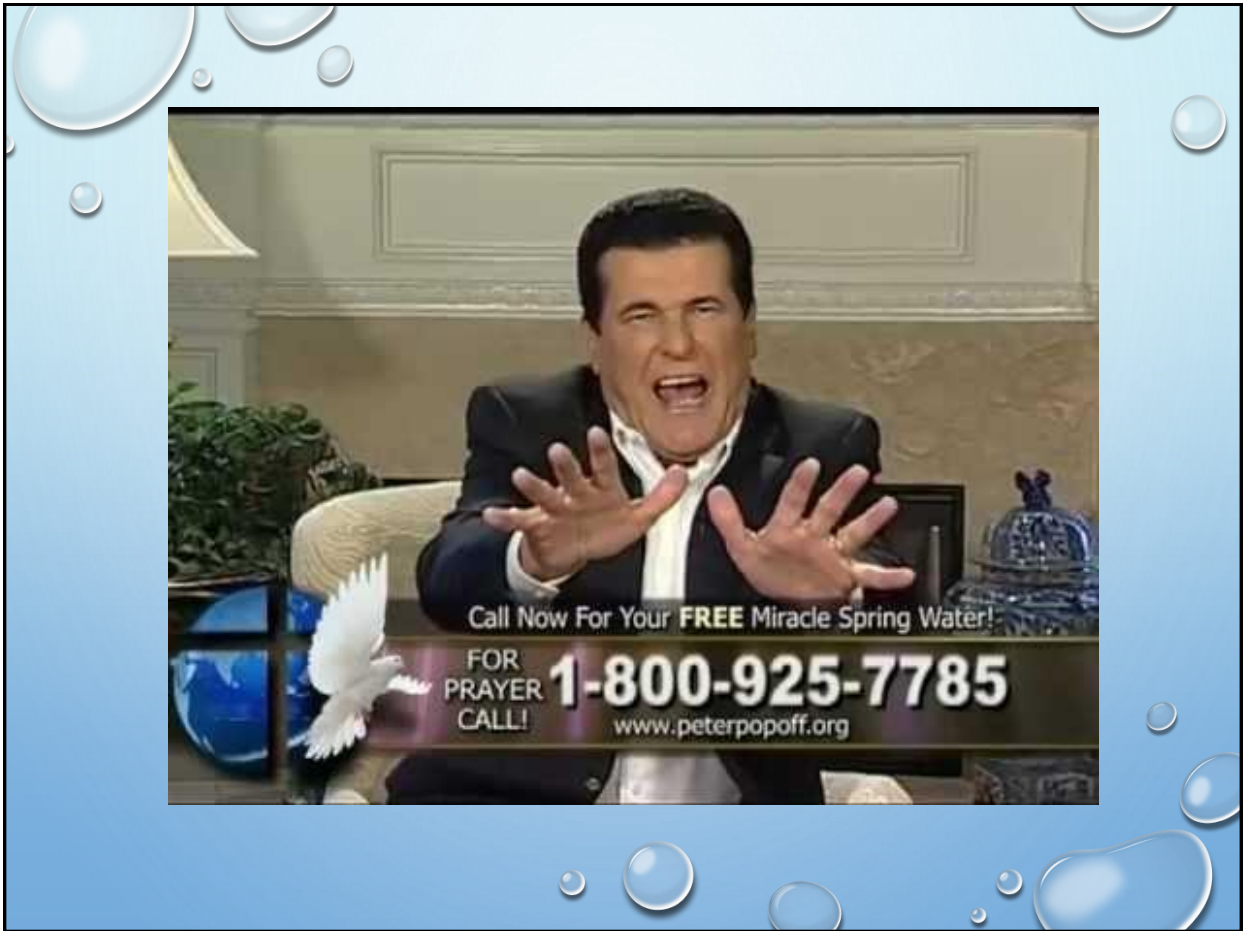 Call Now For Your FREE Miracle Spring Water!
FOR
PRAYER
CALL!
1-800-925-7785
www.peterpopoff.org